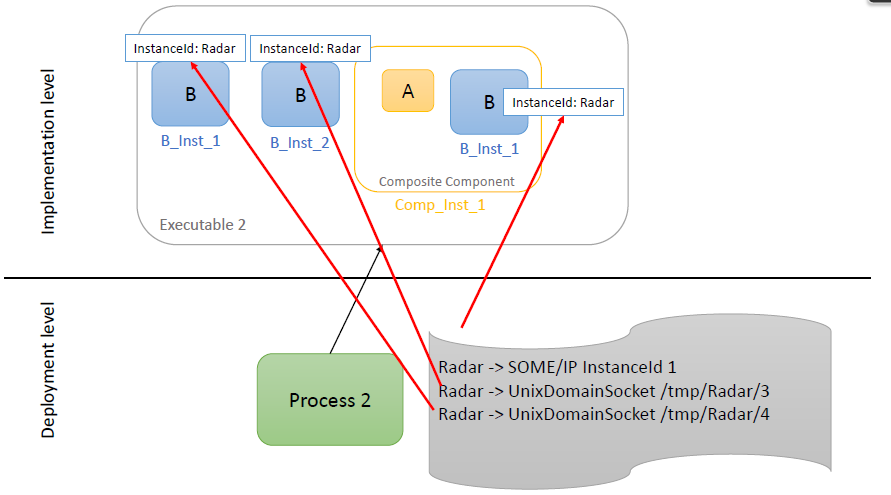 Implementation level
InstanceId: Radar
InstanceId: Radar
B
B
A
B
InstanceId: Radar
B_Inst_1
B_Inst_2
B_Inst_1
Composite Component
Comp_Inst_1
Executable 2
Deployment level
Process 2
Radar -> SOME/IP InstanceId 1
Radar -> UnixDomainSocket /tmp/Radar/3
Radar -> UnixDomainSocket /tmp/Radar/4